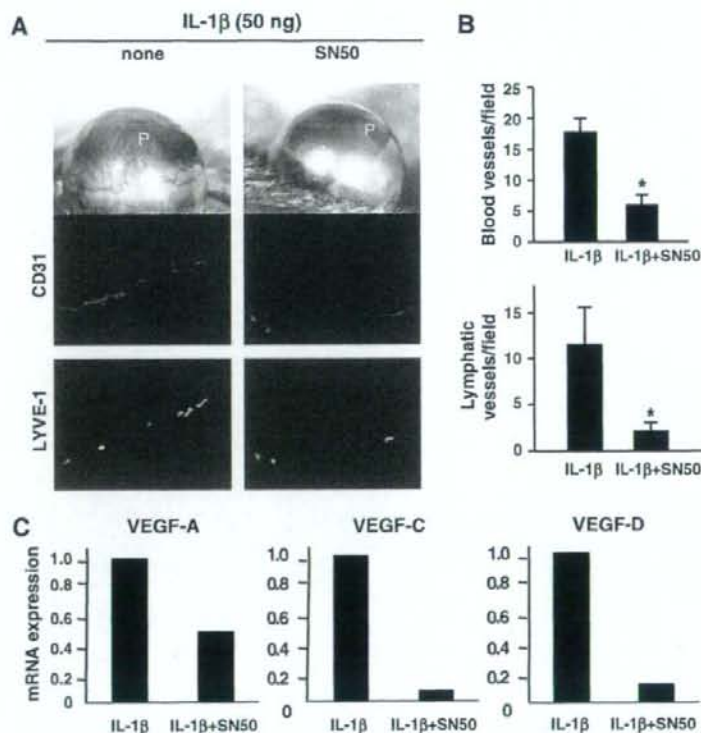 A
IL-1β (50 ng)
none
SN50
P
P
CD31
LYVE-1
B
Blood vessels/field
25
20
15
10
5
0
*
IL-1β
IL-1β+SN50
Lymphatic
vessels/field
15
10
5
0
*
IL-1β
IL-1β+SN50
C
mRNA expression
VEGF-A
1.0
0.8
0.6
0.4
0.2
0
IL-1β
IL-1β+SN50
VEGF-C
1.0
0.8
0.6
0.4
0.2
0
IL-1β
IL-1β+SN50
VEGF-D
1.0
0.8
0.6
0.4
0.2
0
IL-1β
IL-1β+SN50